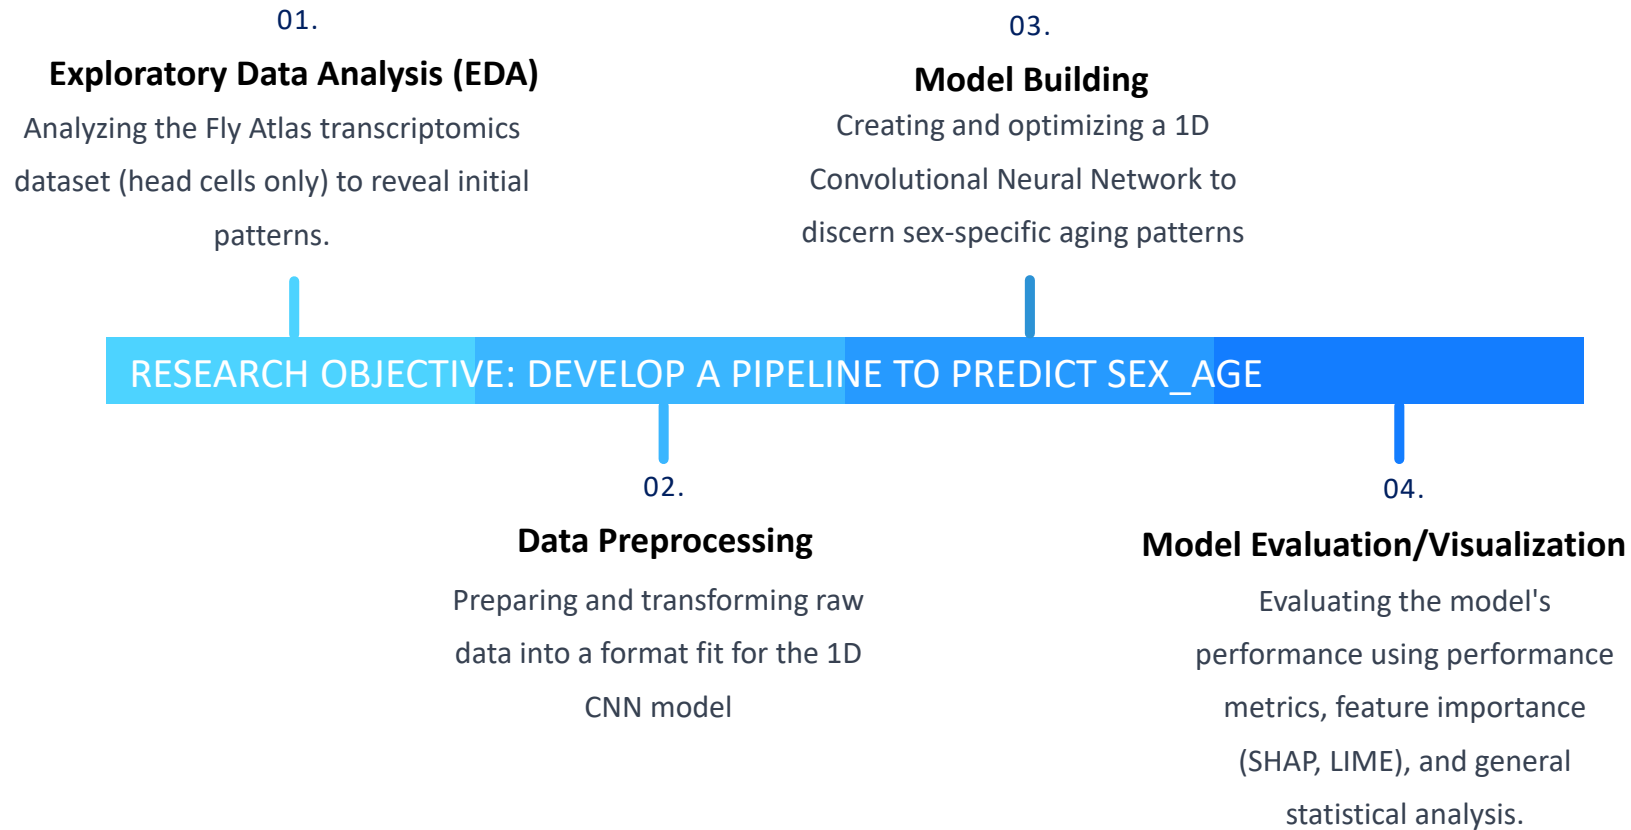 01.
Exploratory Data Analysis (EDA)
Analyzing the Fly Atlas transcriptomics
dataset (head cells only) to reveal initial
patterns.
03.
Model Building
Creating and optimizing a 1D
Convolutional Neural Network to
discern sex-specific aging patterns
RESEARCH OBJECTIVE: DEVELOP A PIPELINE TO PREDICT SEX_AGE
02.
Data Preprocessing
Preparing and transforming raw
data into a format fit for the 1D
CNN model
04.
Model Evaluation/Visualization
Evaluating the model's
performance using performance
metrics, feature importance
(SHAP, LIME), and general
statistical analysis.